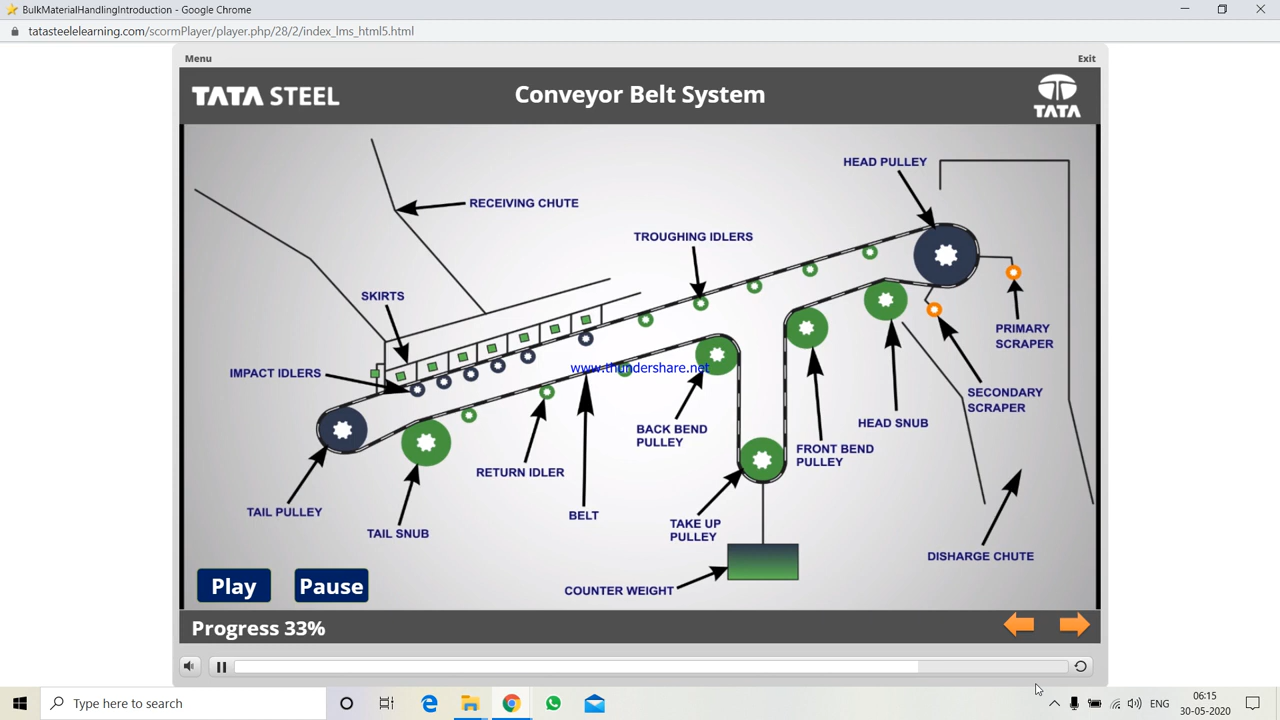 BulkMaterialHandlingIntroduction - Google Chrome
tatasteelelearning.com/scormPlayer/player.php/28/2/index_lms_html5.html
Menu
Exit
TATA STEEL
Conveyor Belt System
TATA
HEAD PULLEY
RECEIVING CHUTE
TROUGHING IDLERS
SKIRTS
PRIMARY
SCRAPER
IMPACT IDLERS
www.thundershare.net
SECONDARY
SCRAPER
BACK BEND
PULLEY
HEAD SNUB
FRONT BEND
PULLEY
RETURN IDLER
TAIL PULLEY
BELT
TAKE UP
PULLEY
TAIL SNUB
DISHARGE CHUTE
COUNTER WEIGHT
Play
Pause
Progress 33%
Type here to search
ENG
06:15
30-05-2020